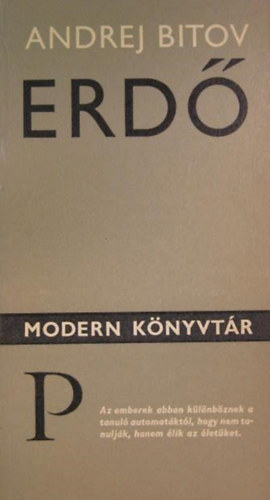 ANDREJ BITOV
ERDŐ
MODERN KÖNYVTÁR
P
Az emberek abban különböznek a
tanuló automatáktól, hogy nem ta-
nulják, hanem élik az életüket.